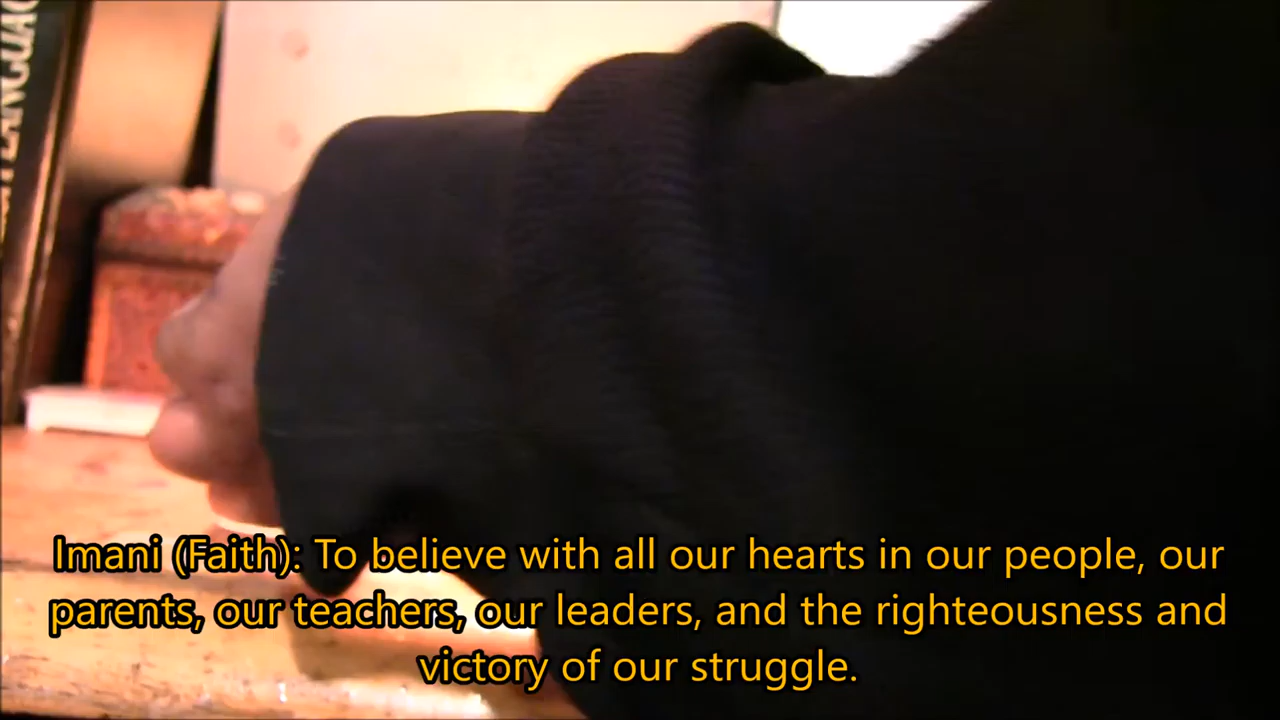 LANGUAG
Imani (Faith): To believe with all our hearts in our people, our
parents, our teachers, our leaders, and the righteousness and
victory of our struggle.